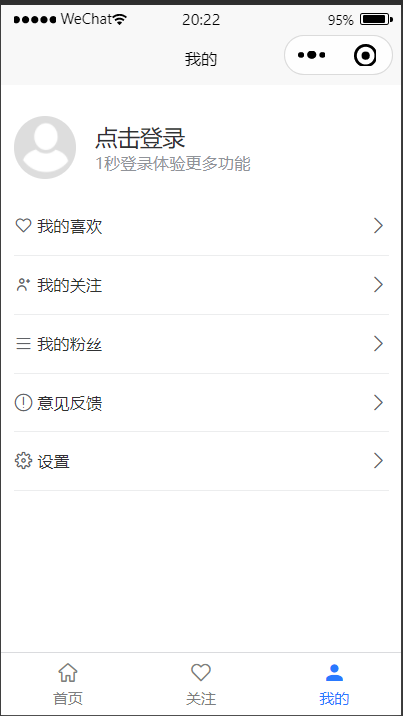 WeChat 20:22 95%
我的
点击登录
1秒登录体验更多功能
我的喜欢
我的关注
我的粉丝
意见反馈
设置
首页 关注 我的